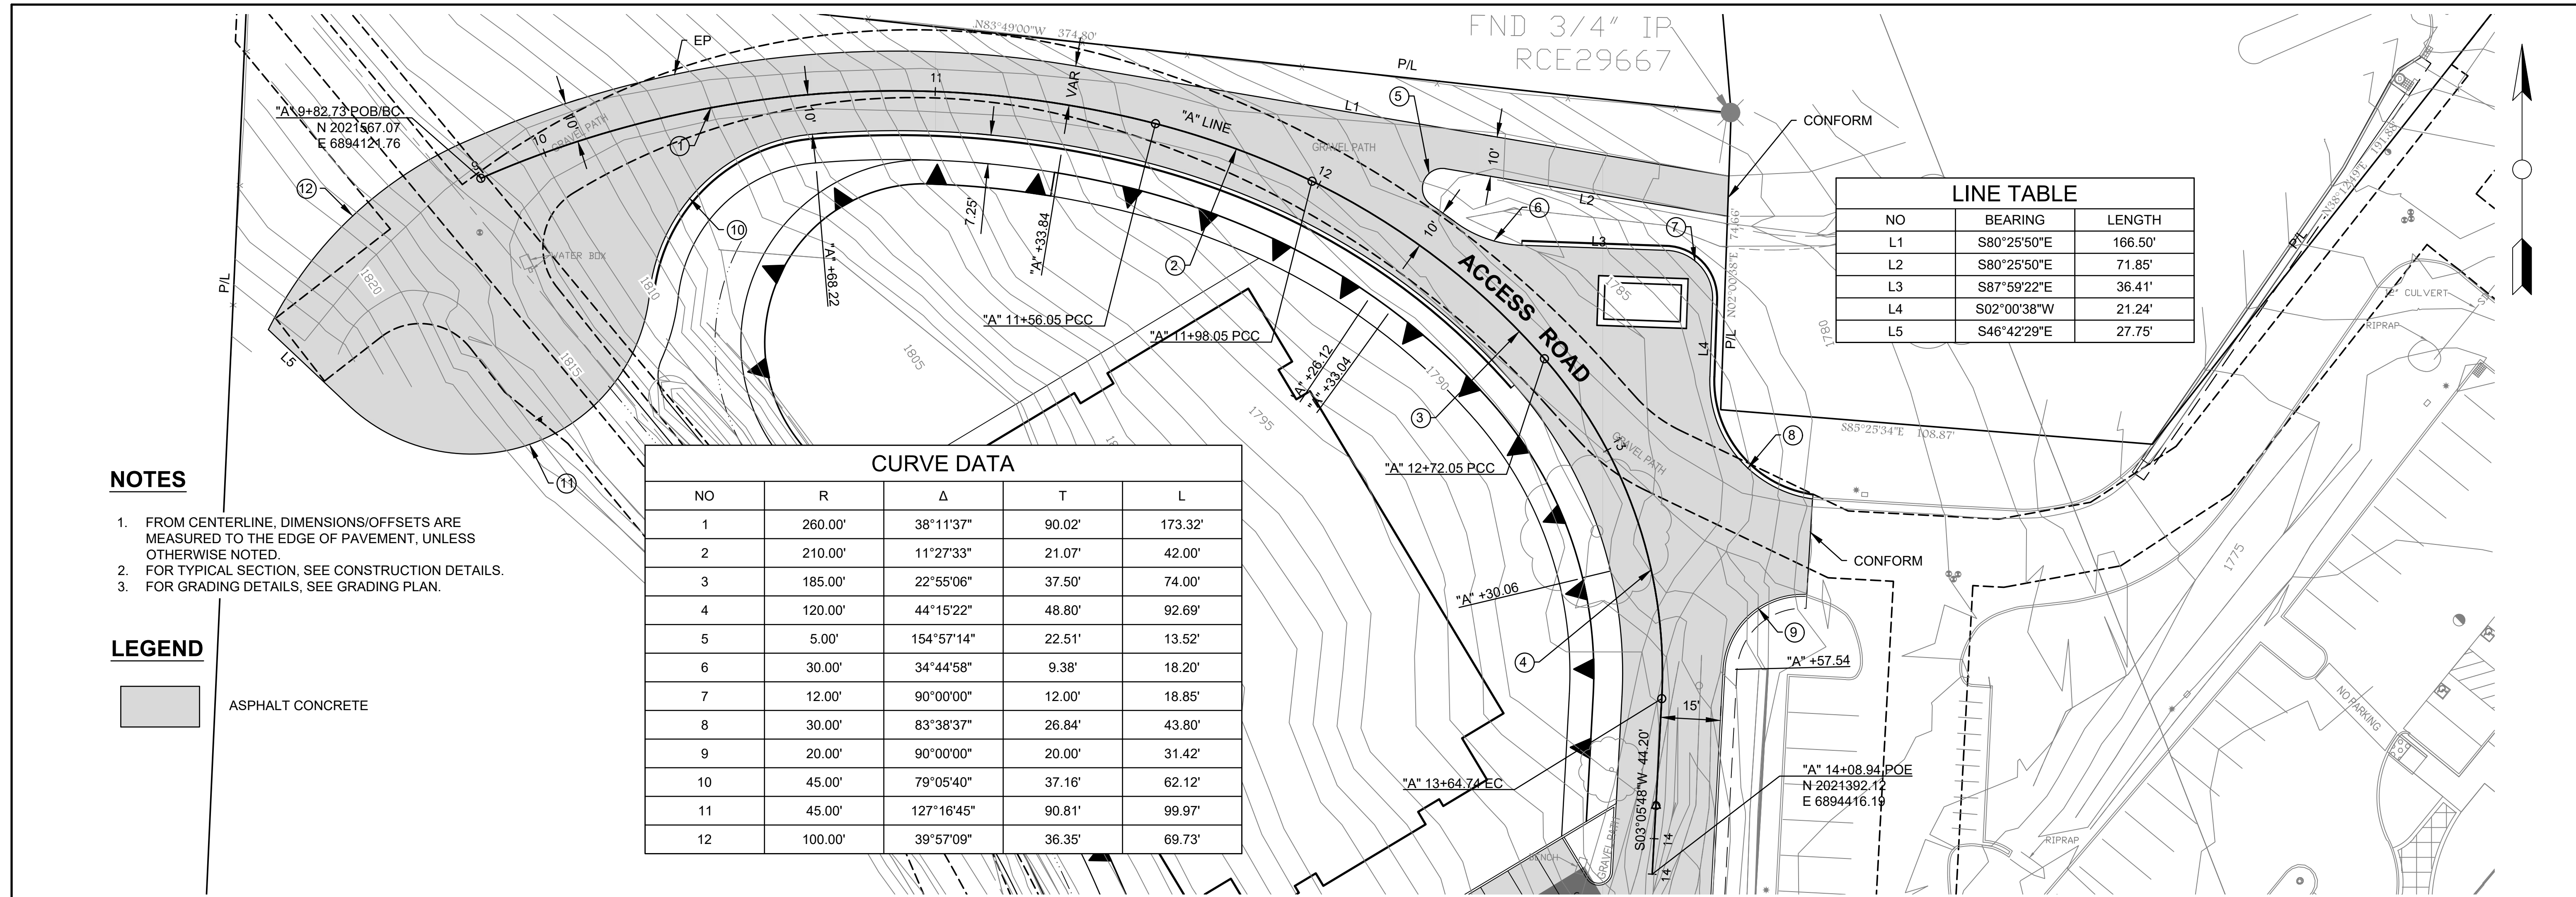 N83°49'00"W 374.80'
FND 3/4" IP
RCE29667
EP
P/L
VAR
11
L1
5
"A" 9+82.73 POB/BC
N 2021567.07
E 6894121.76
10'
10
GRAVEL PATH
10'
1
"A" LINE
GRAVEL PATH
12
10'
CONFORM
12
L2
6
10'
7
L3
10
7.25'
"A" +33.84
"A" +68.22
2
WATER BOX
1820
1810
1815
1805
P/L
L5
"A" 11+56.05 PCC
"A" 11+98.05 PCC
ACCESS ROAD
1785
L4
P/L
N02°00'38"E 74.66'
1780
LINE TABLE
NO BEARING LENGTH
L1 S80°25'50"E 166.50'
L2 S80°25'50"E 71.85'
L3 S87°59'22"E 36.41'
L4 S02°00'38"W 21.24'
L5 S46°42'29"E 27.75'
N38°12'49"E 191.88'
P/L
12" CULVERT
RIPRAP
"A" +26.12
"A" +33.04
1790
1795
3
"A" 12+72.05 PCC
13
GRAVEL PATH
8
S85°25'34"E 108.87'
CONFORM
1775
11
NOTES
1. FROM CENTERLINE, DIMENSIONS/OFFSETS ARE
MEASURED TO THE EDGE OF PAVEMENT, UNLESS
OTHERWISE NOTED.
2. FOR TYPICAL SECTION, SEE CONSTRUCTION DETAILS.
3. FOR GRADING DETAILS, SEE GRADING PLAN.
LEGEND
ASPHALT CONCRETE
CURVE DATA
NO R Δ T L
1 260.00' 38°11'37" 90.02' 173.32'
2 210.00' 11°27'33" 21.07' 42.00'
3 185.00' 22°55'06" 37.50' 74.00'
4 120.00' 44°15'22" 48.80' 92.69'
5 5.00' 154°57'14" 22.51' 13.52'
6 30.00' 34°44'58" 9.38' 18.20'
7 12.00' 90°00'00" 12.00' 18.85'
8 30.00' 83°38'37" 26.84' 43.80'
9 20.00' 90°00'00" 20.00' 31.42'
10 45.00' 79°05'40" 37.16' 62.12'
11 45.00' 127°16'45" 90.81' 99.97'
12 100.00' 39°57'09" 36.35' 69.73'
"A" +30.06
9
4
"A" +57.54
15'
"A" 13+64.74 EC
S03°05'48"W 44.20'
"A" 14+08.94 POE
N 2021392.12
E 6894416.19
14
14
BENCH
GRAVEL PATH
RIPRAP
NO PARKING